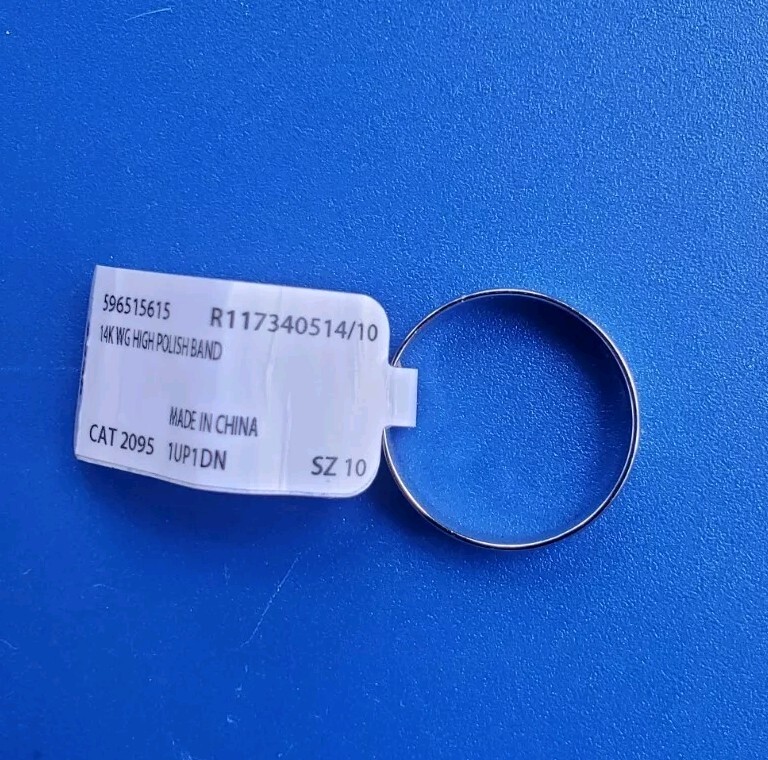 596515615 R117340514/10
14K WG HIGH POLISH BAND
MADE IN CHINA
CAT 2095 1UP1DN SZ 10